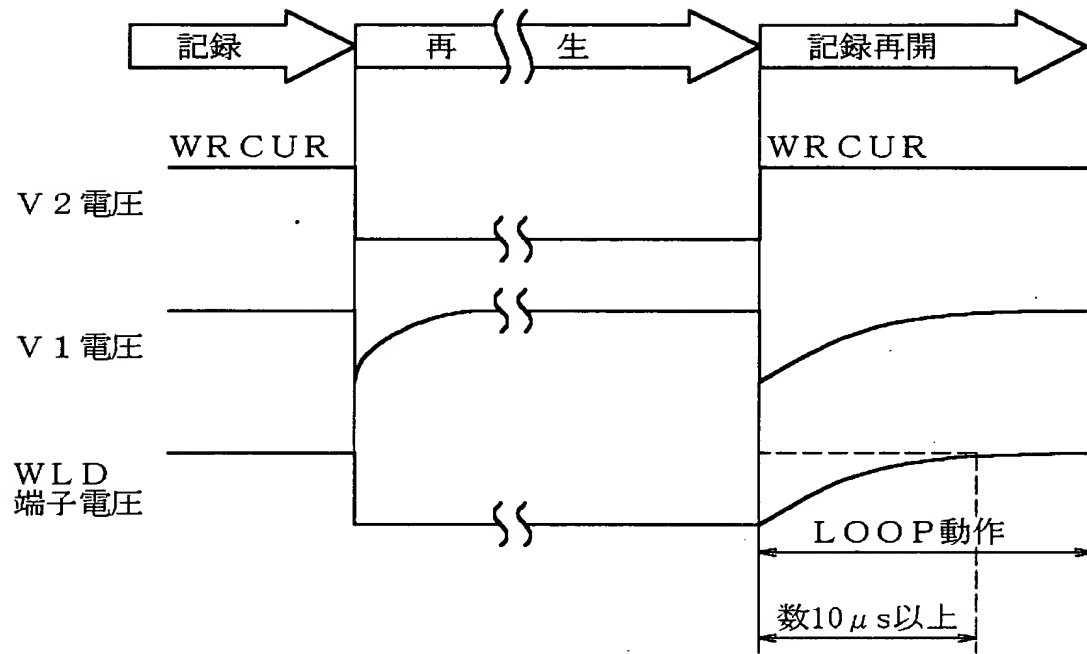 記録
再 生
記録再開
WRCUR
WRCUR
V2電圧
V1電圧
WLD
端子電圧
LOOP動作
数10μs以上